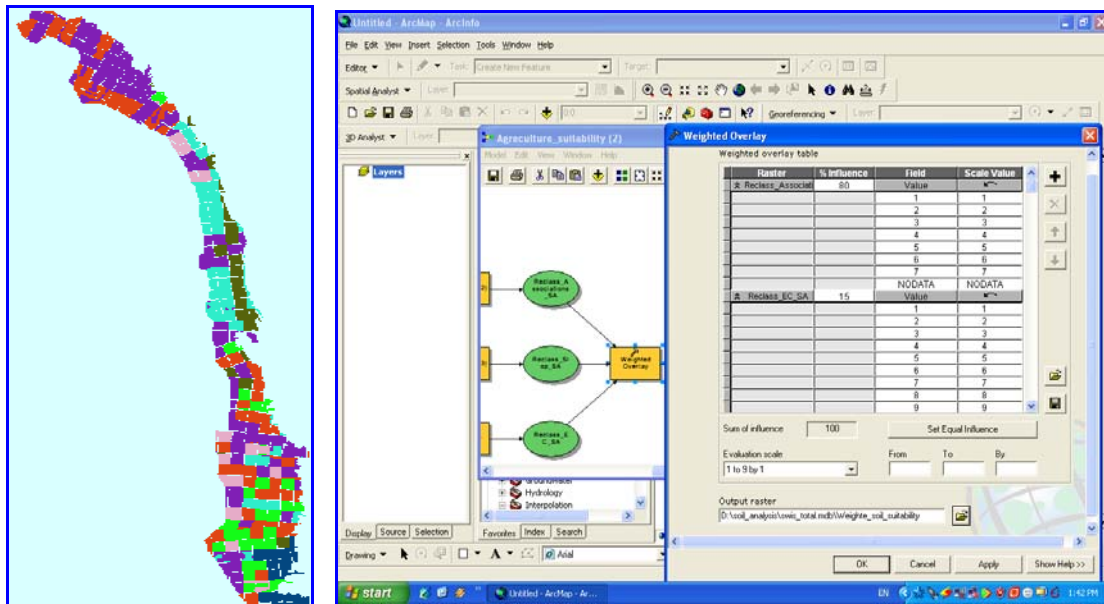 Untitled - ArcMap - ArcInfo
File Edit View Insert Selection Tools Window Help
Editor Task: Create New Feature Target:
Spatial Analyst Layer:
0.0 Georeferencing Layer:
3D Analyst Layer:
Layers
Display Source Selection
Agreculture_suitability (2)
Model Edit View Window Help
Reclass_A
ssociations
_SA
Reclass_EC_SA
Weighted
Overlay
GroundWater
Hydrology
Interpolation
Favorites Index Search
Drawing A Arial
Weighted Overlay
Weighted overlay table
Raster % Influence Field Scale Value
Reclass_Associati 80 Value
1 1
2 2
3 3
4 4
5 5
6 6
7 7
NODATA NODATA
Reclass_EC_SA 15 Value
1 1
2 2
3 3
4 4
5 5
6 6
7 7
8 8
9 9
Sum of influence 100 Set Equal Influence
Evaluation scale From To By
1 to 9 by 1
Output raster
D:\soil_analysis\swis_total.mdb\Weighte_soil_suitability
OK Cancel Apply Show Help >>
start Untitled - ArcMap - Ar... EN 1:42 PM